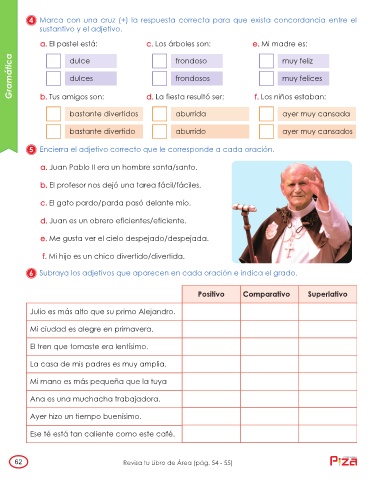 Gramática
4 Marca con una cruz (+) la respuesta correcta para que exista concordancia entre el
sustantivo y el adjetivo.
a. El pastel está:
dulce
dulces
c. Los árboles son:
frondoso
frondosos
e. Mi madre es:
muy feliz
muy felices
b. Tus amigos son:
bastante divertidos
bastante divertido
d. La fiesta resultó ser:
aburrida
aburrido
f. Los niños estaban:
ayer muy cansada
ayer muy cansados
5 Encierra el adjetivo correcto que le corresponde a cada oración.
a. Juan Pablo II era un hombre santa/santo.
b. El profesor nos dejó una tarea fácil/fáciles.
c. El gato pardo/parda pasó delante mío.
d. Juan es un obrero eficientes/eficiente.
e. Me gusta ver el cielo despejado/despejada.
f. Mi hijo es un chico divertido/divertida.
6 Subraya los adjetivos que aparecen en cada oración e indica el grado.
Positivo Comparativo Superlativo
Julio es más alto que su primo Alejandro.
Mi ciudad es alegre en primavera.
El tren que tomaste era lentísimo.
La casa de mis padres es muy amplia.
Mi mano es más pequeña que la tuya
Ana es una muchacha trabajadora.
Ayer hizo un tiempo buenísimo.
Ese té está tan caliente como este café.
62
Revisa tu Libro de Área (pág. 54 - 55)